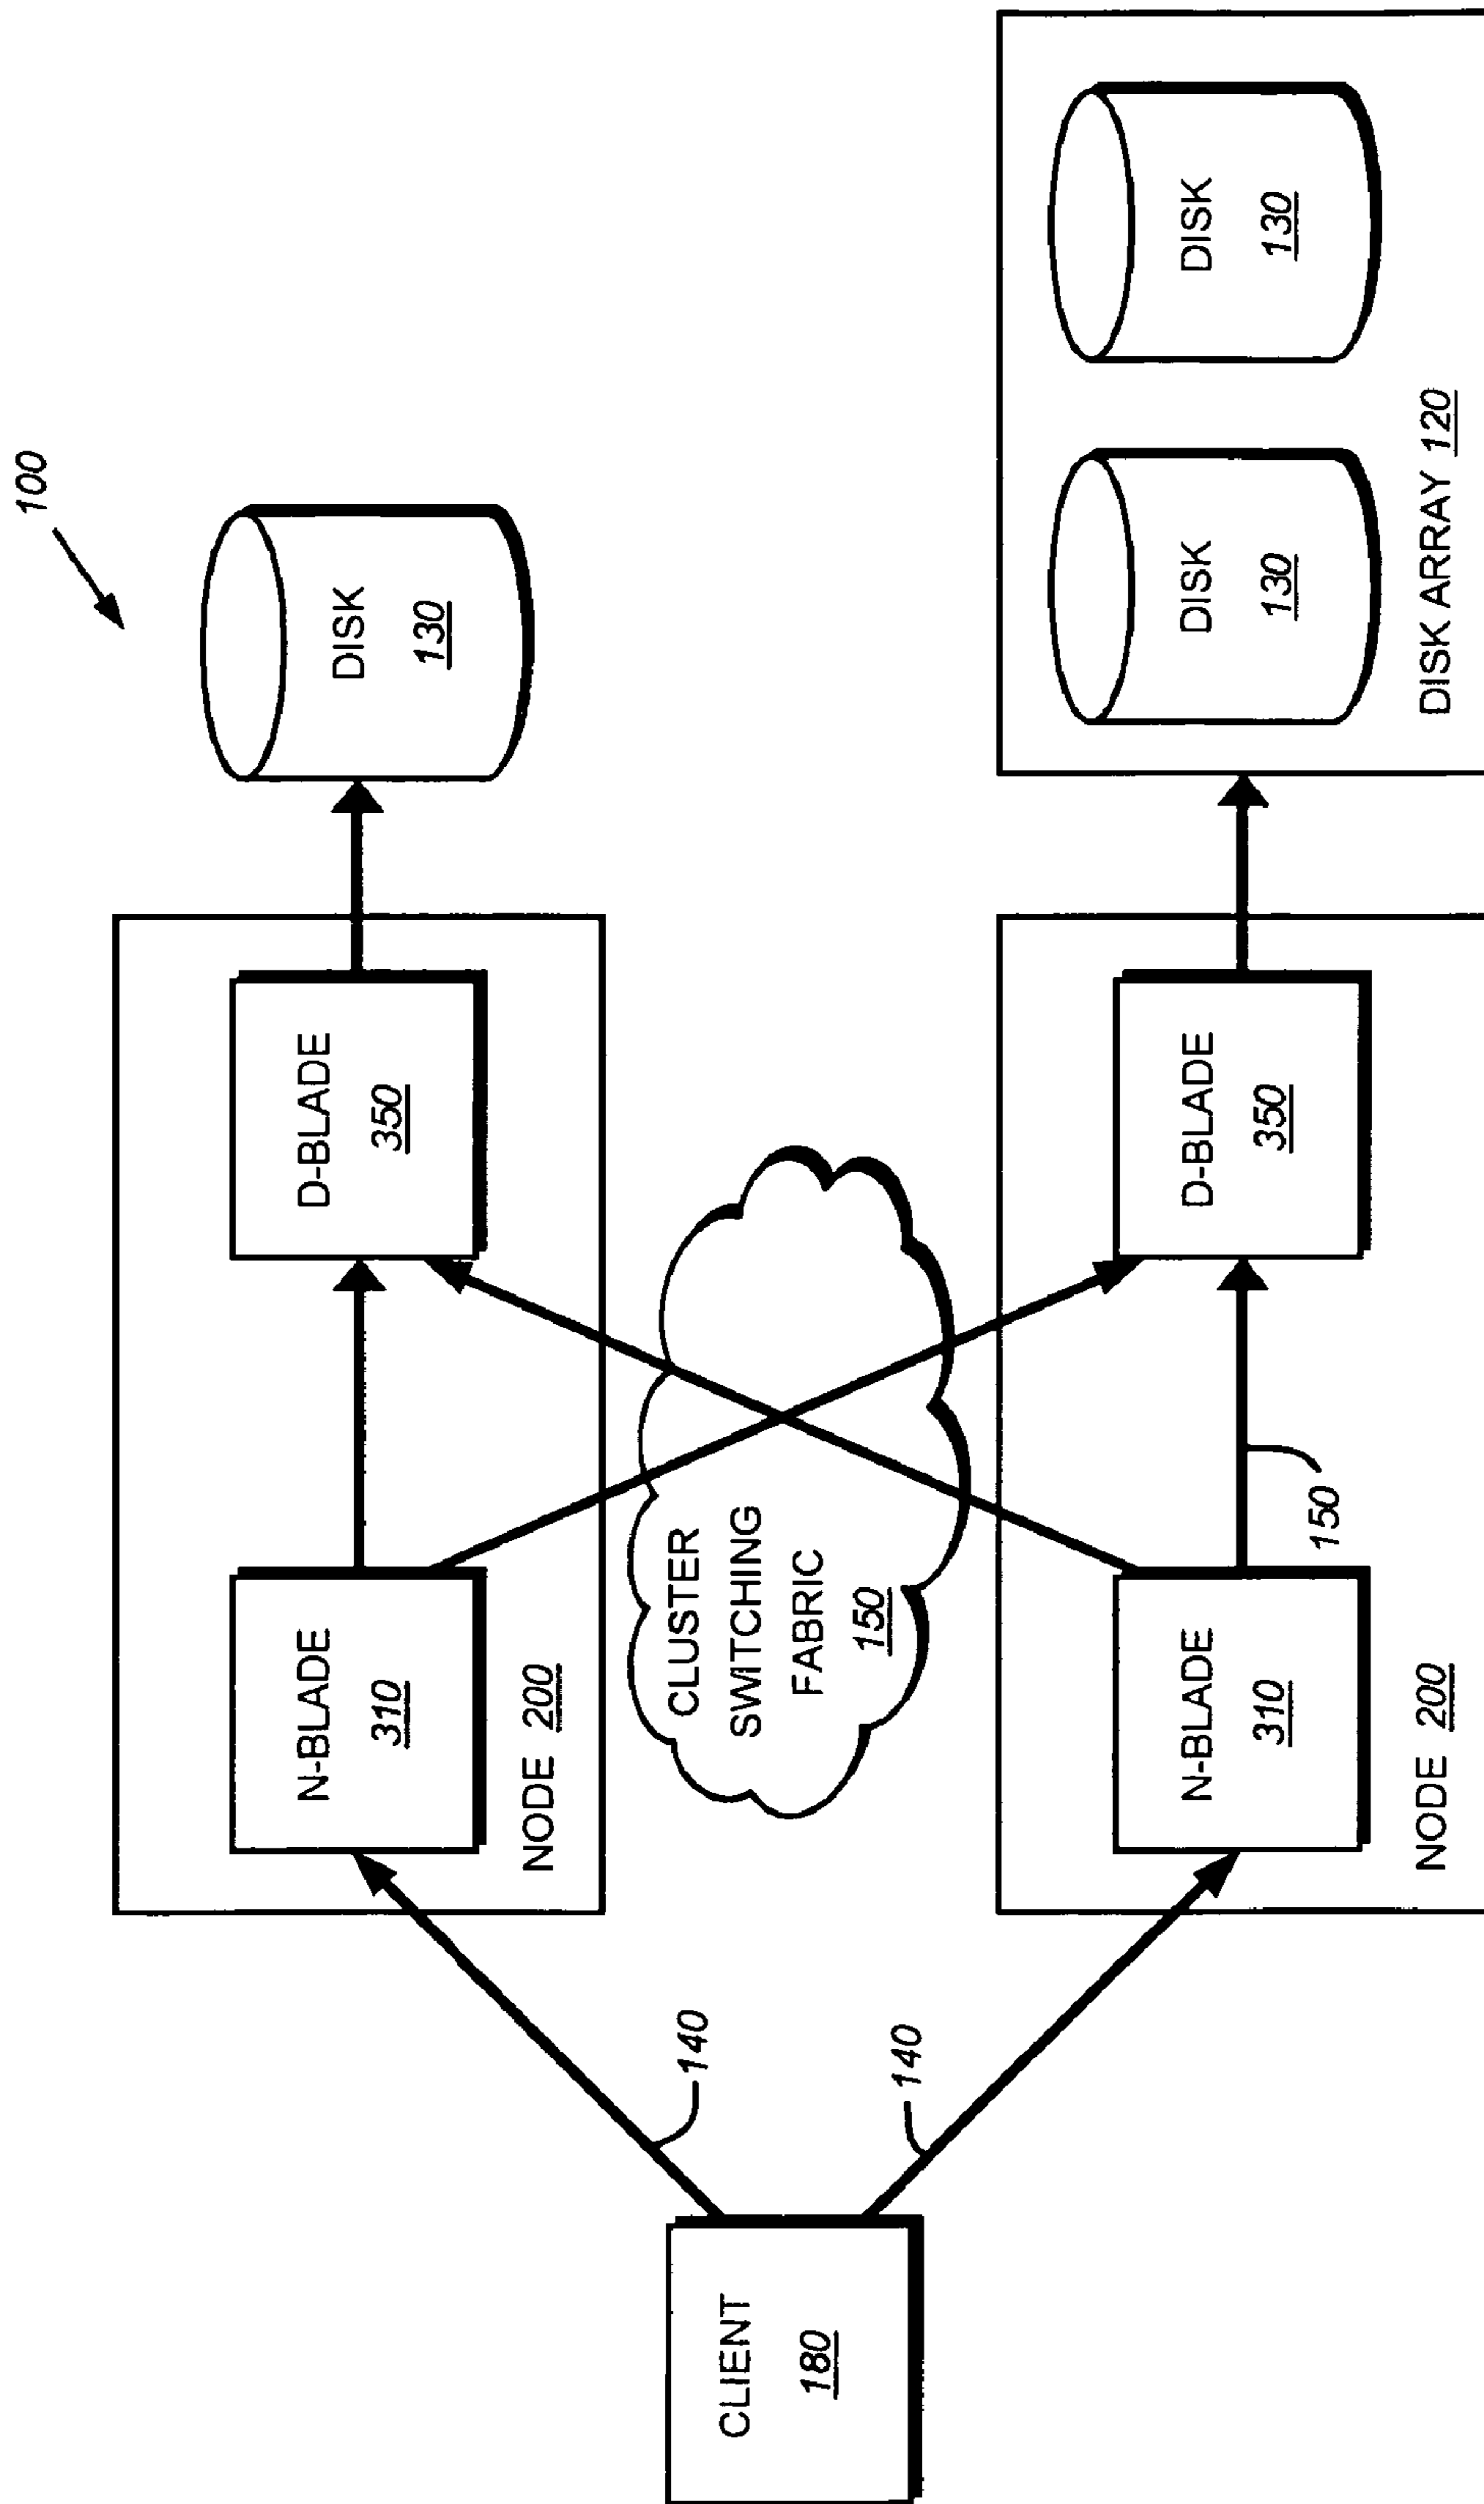 100
DISK
130
D-BLADE
350
N-BLADE
310
NODE 200
CLUSTER
SWITCHING
FABRIC
150
140
140
CLIENT
180
N-BLADE
310
NODE 200
150
D-BLADE
350
DISK
130
DISK
130
DISK ARRAY 120